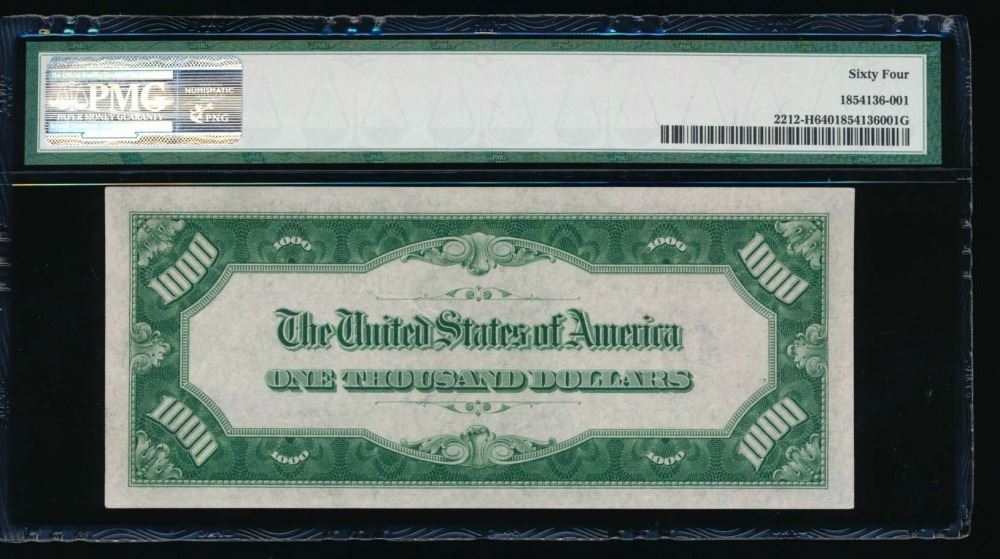 PMG
PAPER MONEY GUARANTY
NUMISMATIC
PNG
Sixty Four
1854136-001
2212-H6401854136001G
1000
1000
1000
1000
The United States of America
ONE THOUSAND DOLLARS
1000
1000
1000
1000